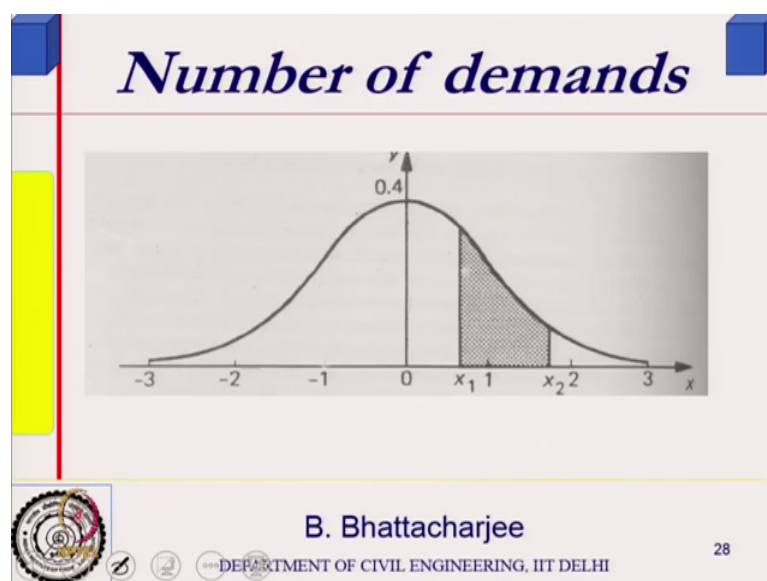 Number of demands
y
0.4
-3 -2 -1 0 x1 1 x2 2 3 x
B. Bhattacharjee
28
DEPARTMENT OF CIVIL ENGINEERING, IIT DELHI